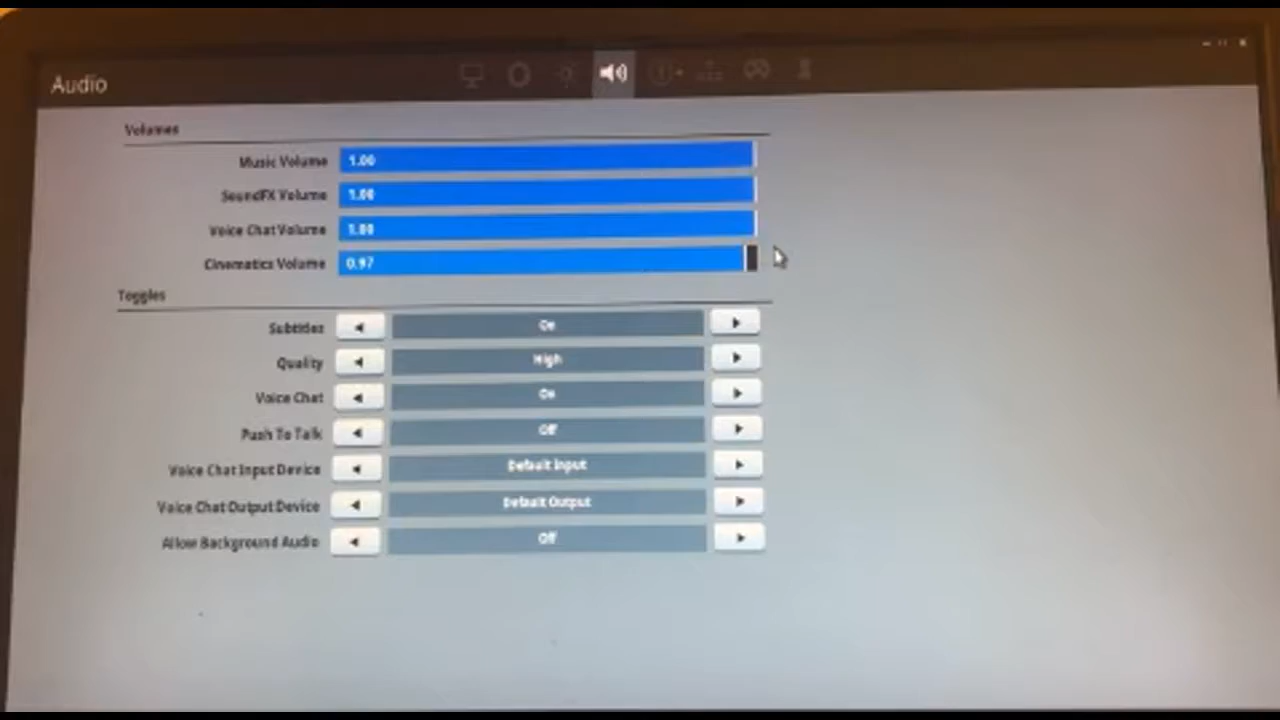 Audio
Volumes
Music Volume 1.00
SoundFX Volume 1.00
Voice Chat Volume 1.00
Cinematics Volume 0.97
Toggles
Subtitles On
Quality High
Voice Chat On
Push To Talk Off
Voice Chat Input Device Default Input
Voice Chat Output Device Default Output
Allow Background Audio Off